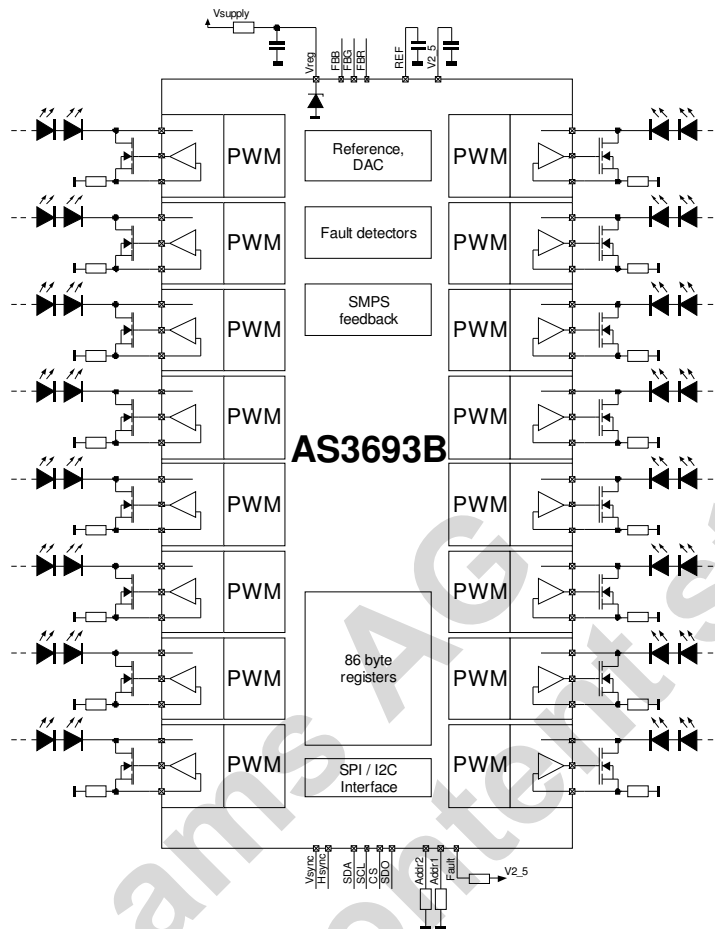 Vsupply
Vreg
FBB
FBG
FBR
REF
V2_5
PWM
Reference,
DAC
PWM
PWM
Fault detectors
PWM
PWM
SMPS
feedback
PWM
PWM
PWM
AS3693B
PWM
PWM
PWM
PWM
PWM
86 byte
registers
PWM
PWM
SPI / I2C
Interface
PWM
Vsync
Hsync
SDA
SCL
CS
SDO
Addr2
Addr1
Fault
V2_5
ams AG